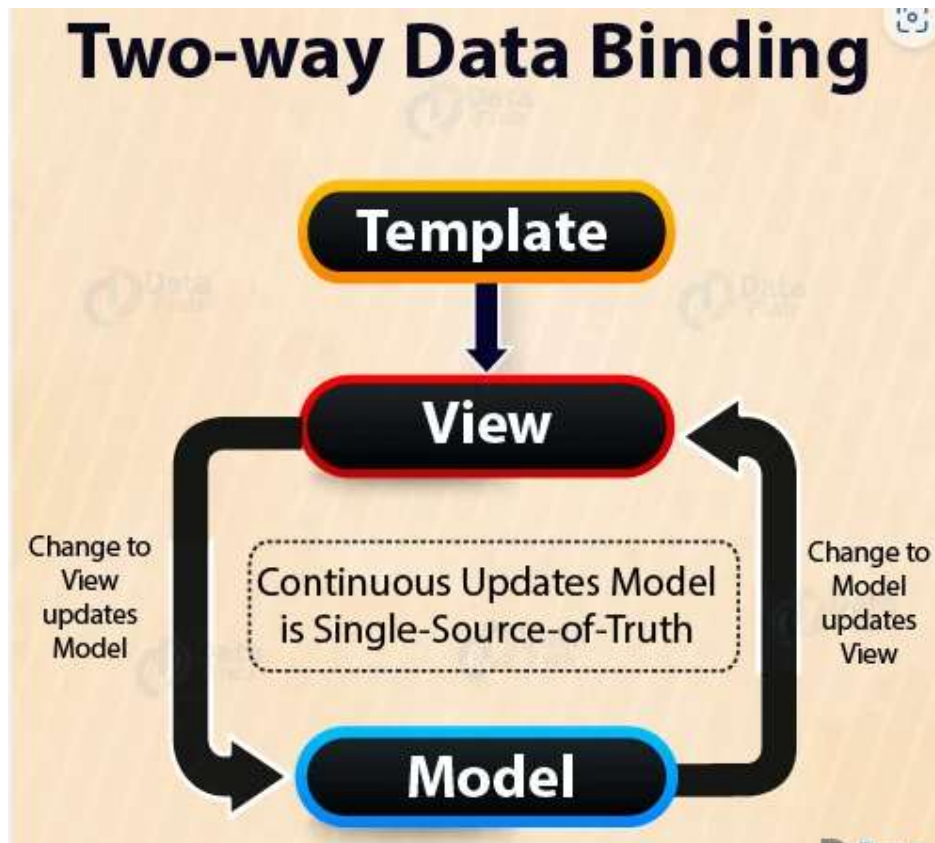 Two-way Data Binding
Template
View
Change to
View
updates
Model
Continuous Updates Model
is Single-Source-of-Truth
Change to
Model
updates
View
Model